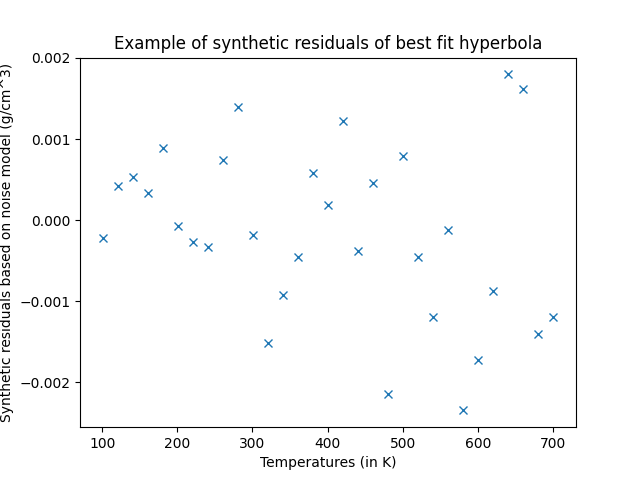 Example of synthetic residuals of best fit hyperbola
Synthetic residuals based on noise model (g/cm^3)
0.002
0.001
0.000
−0.001
−0.002
100 200 300 400 500 600 700
Temperatures (in K)